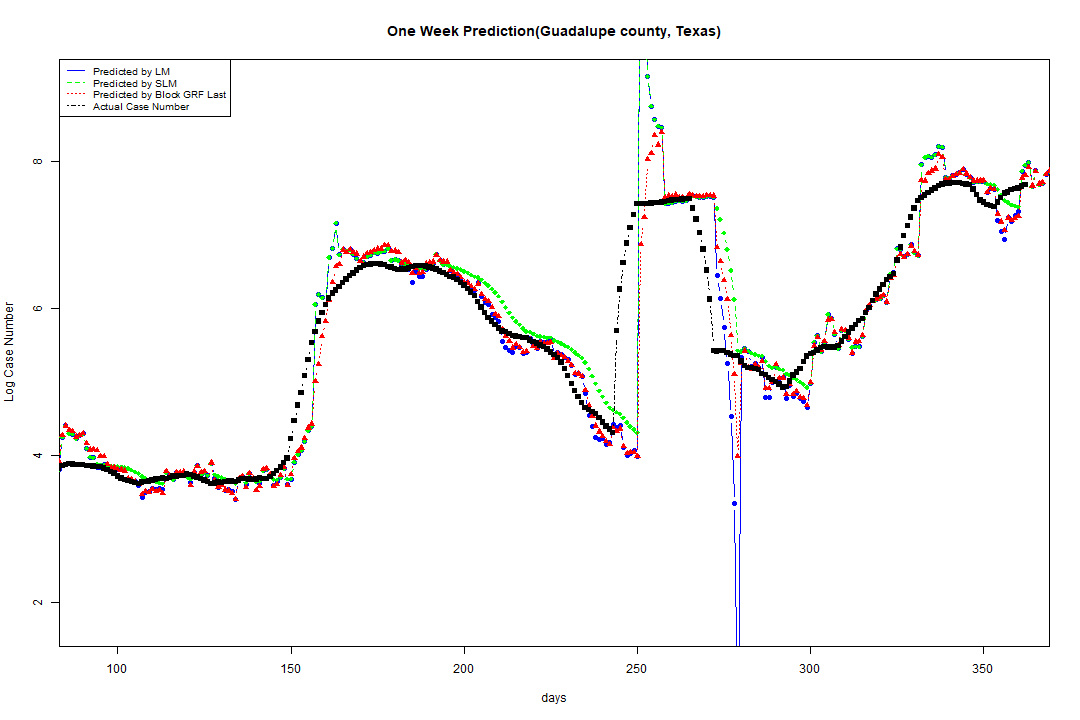 One Week Prediction(Guadalupe county, Texas)
Predicted by LM
Predicted by SLM
Predicted by Block GRF Last
Actual Case Number
Log Case Number
8
6
4
2
100 150 200 250 300 350
days